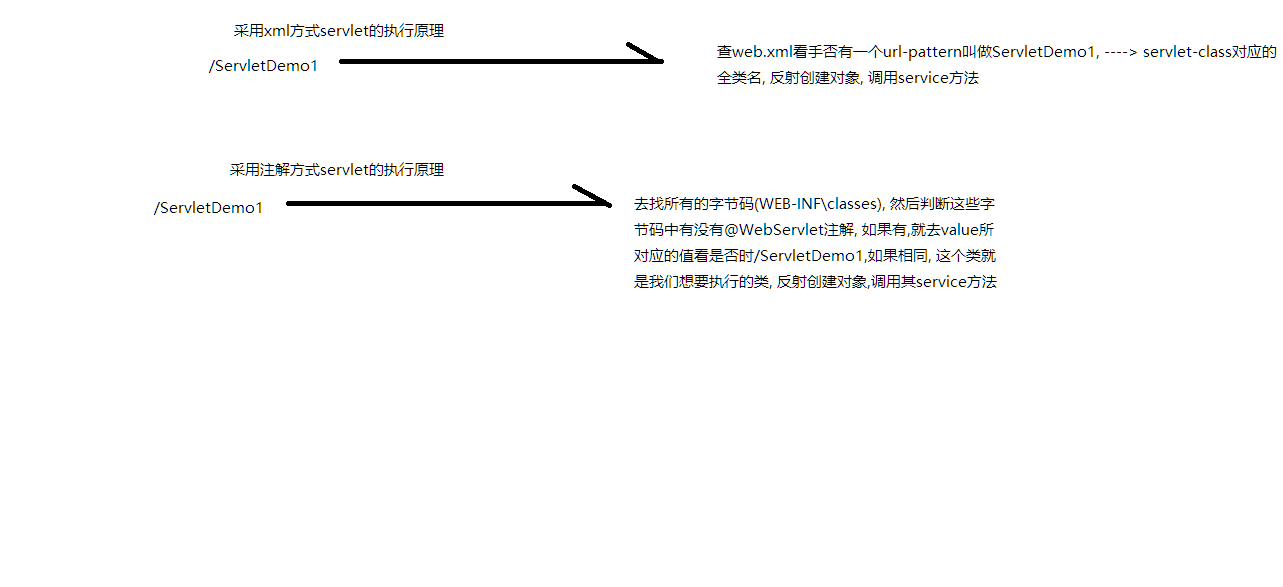 采用xml方式servlet的执行原理
/ServletDemo1
查web.xml看手否有一个url-pattern叫做ServletDemo1, ----> servlet-class对应的
全类名, 反射创建对象, 调用service方法
采用注解方式servlet的执行原理
/ServletDemo1
去找所有的字节码(WEB-INF\classes), 然后判断这些字
节码中有没有@WebServlet注解, 如果有,就去value所
对应的值看是否时/ServletDemo1,如果相同, 这个类就
是我们想要执行的类, 反射创建对象,调用其service方法